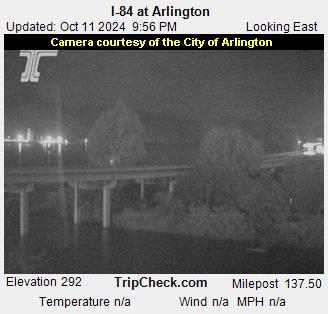 I-84 at Arlington
Updated: Oct 11 2024 9:56 PM Looking East
Camera courtesy of the City of Arlington
Elevation 292 TripCheck.com Milepost 137.50
Temperature n/a Wind n/a MPH n/a